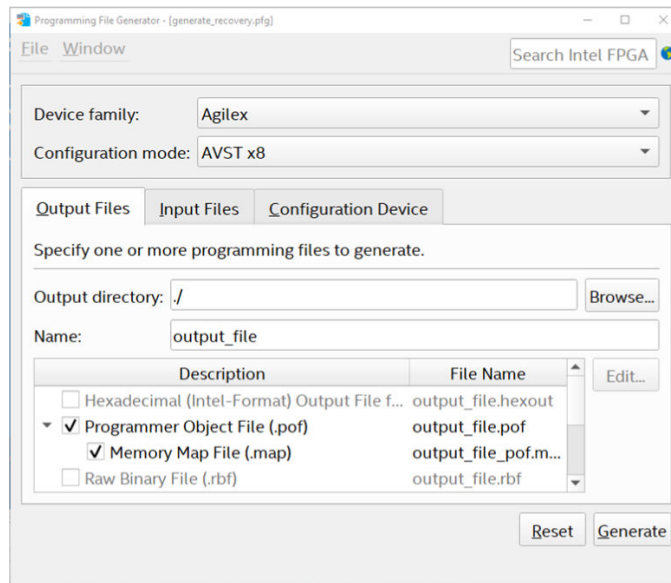 Programming File Generator - [generate_recovery.pfg]
File Window
Search Intel FPGA
Device family: Agilex
Configuration mode: AVST x8
Output Files Input Files Configuration Device
Specify one or more programming files to generate.
Output directory: ./ Browse...
Name: output_file
Description File Name Edit...
Hexadecimal (Intel-Format) Output File f... output_file.hexout
Programmer Object File (.pof) output_file.pof
Memory Map File (.map) output_file_pof.m...
Raw Binary File (.rbf) output_file.rbf
Reset Generate